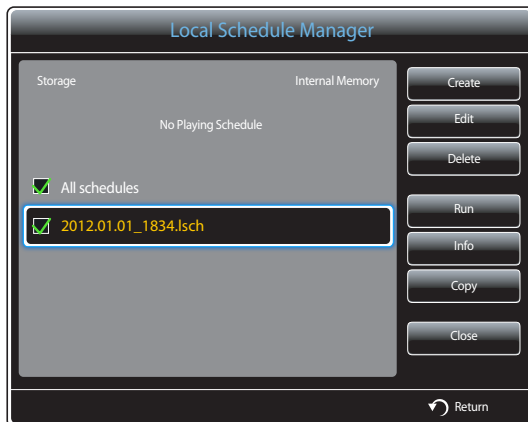 Local Schedule Manager
Storage Internal Memory
No Playing Schedule
All schedules
2012.01.01_1834.lsch
Create
Edit
Delete
Run
Info
Copy
Close
Return